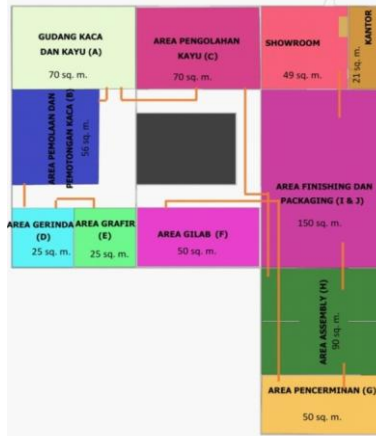 GUDANG KACA
DAN KAYU (A)
70 sq. m.
AREA PENGOLAHAN
KAYU (C)
70 sq. m.
SHOWROOM
49 sq. m.
KANTOR
21 sq. m.
AREA PEMOLAAN DAN
PEMOTONGAN KACA (B)
56 sq. m.
AREA FINISHING DAN
PACKAGING (I & J)
150 sq. m.
AREA GERINDA
(D)
25 sq. m.
AREA GRAFIR
(E)
25 sq. m.
AREA GILAB (F)
50 sq. m.
AREA ASSEMBLY (H)
90 sq. m.
AREA PENCERMINAN (G)
50 sq. m.